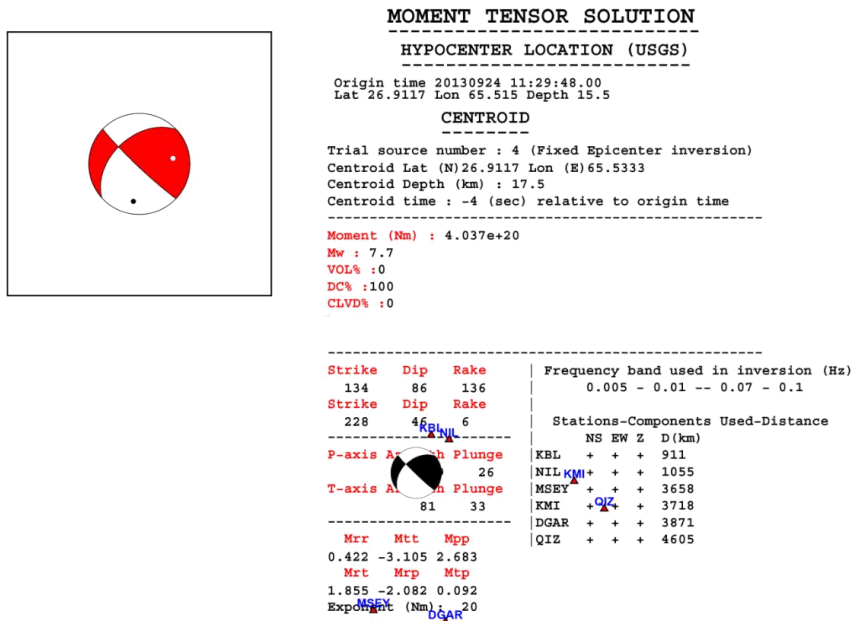 MOMENT TENSOR SOLUTION
HYPOCENTER LOCATION (USGS)
Origin time 20130924 11:29:48.00
Lat 26.9117 Lon 65.515 Depth 15.5
CENTROID
Trial source number : 4 (Fixed Epicenter inversion)
Centroid Lat (N)26.9117 Lon (E)65.5333
Centroid Depth (km) : 17.5
Centroid time : -4 (sec) relative to origin time
Moment (Nm) : 4.037e+20
Mw : 7.7
VOL% :0
DC% :100
CLVD% :0
Strike Dip Rake
134 86 136
Strike Dip Rake
228 46 6
KBL NIL
P-axis Plunge
26
T-axis Plunge
81 33
Mrr Mtt Mpp
0.422 -3.105 2.683
Mrt Mrp Mtp
1.855 -2.082 0.092
Exponent (Nm): 20
MSEY
DGAR
Frequency band used in inversion (Hz)
0.005 - 0.01 -- 0.07 - 0.1
Stations-Components Used-Distance
NS EW Z D(km)
KBL + + + 911
NIL + + + 1055
KMI
MSEY + + + 3658
QIZ
KMI + + + 3718
DGAR + + + 3871
QIZ + + + 4605